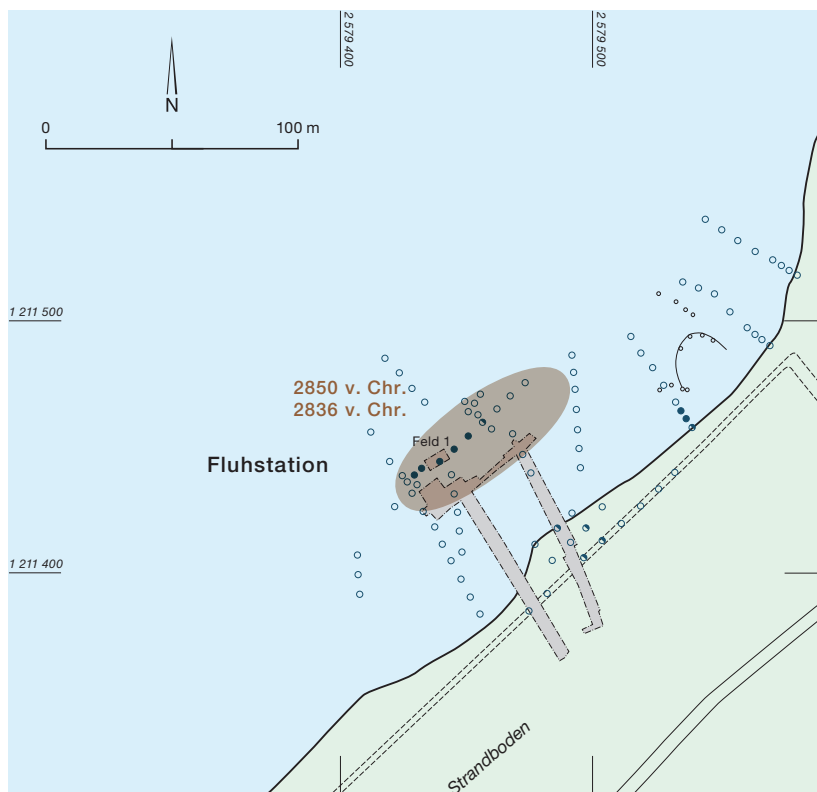 2 579 400
2 579 500
N
0 100 m
1 211 500
2850 v. Chr.
2836 v. Chr.
Feld 1
Fluhstation
1 211 400
Strandboden